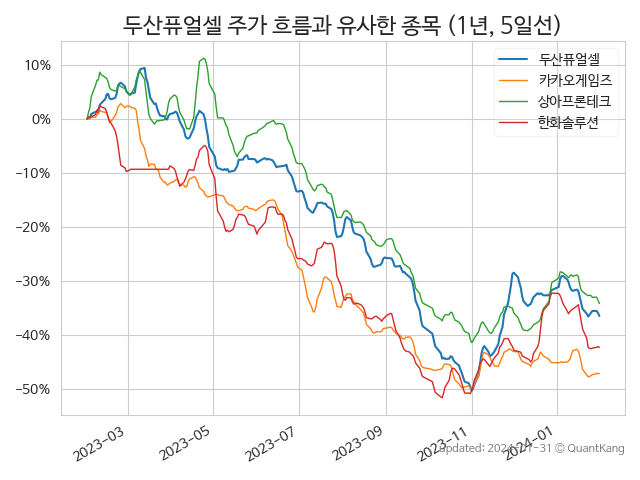 두산퓨얼셀 주가 흐름과 유사한 종목 (1년, 5일선)
두산퓨얼셀
카카오게임즈
상아프론테크
한화솔루션
10%
0%
−10%
−20%
−30%
−40%
−50%
2023-03
2023-05
2023-07
2023-09
2023-11
2024-01
updated: 2024-01-31 © QuantKang